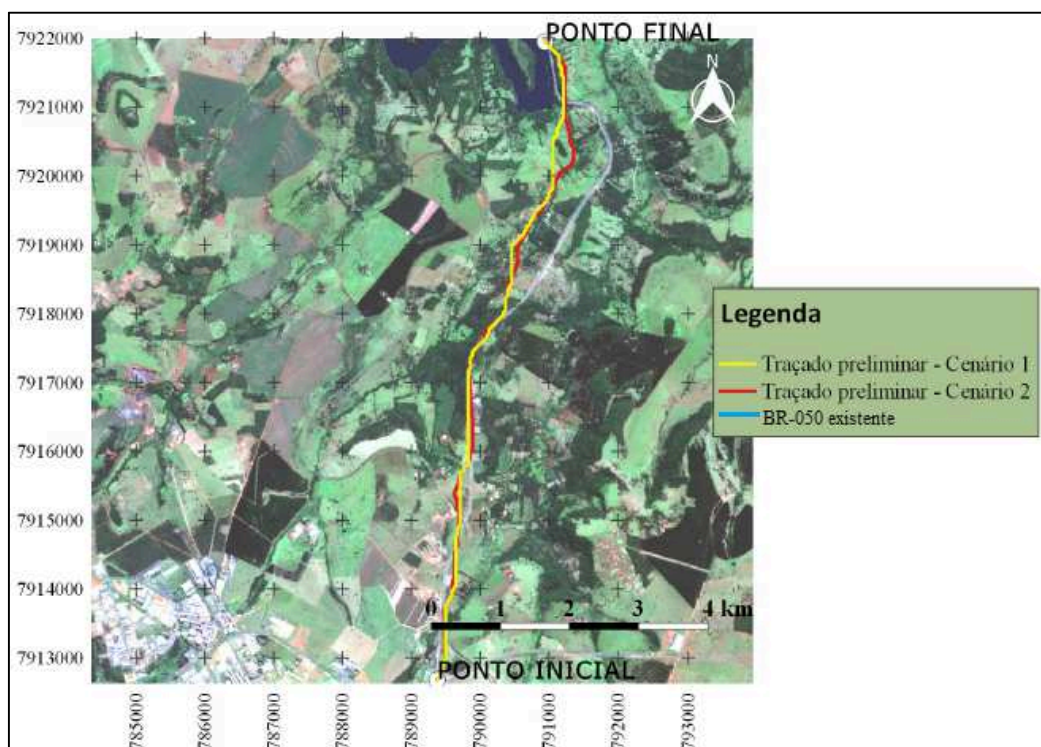 PONTO FINAL
7922000
7921000
7920000
7919000
7918000
7917000
7916000
7915000
7914000
7913000
N
Legenda
Traçado preliminar - Cenário 1
Traçado preliminar - Cenário 2
BR-050 existente
0 1 2 3 4 km
PONTO INICIAL
785000 786000 787000 788000 789000 790000 791000 792000 793000